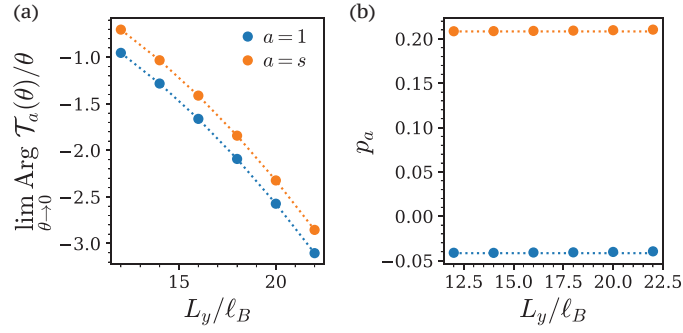 (a)
a = 1
a = s
−1.0
−1.5
−2.0
−2.5
−3.0
lim Arg 𝒯ₐ(θ)/θ
θ→0
15
20
L_y/ℓ_B
(b)
0.20
0.15
0.10
0.05
0.00
−0.05
pₐ
12.5 15.0 17.5 20.0 22.5
L_y/ℓ_B